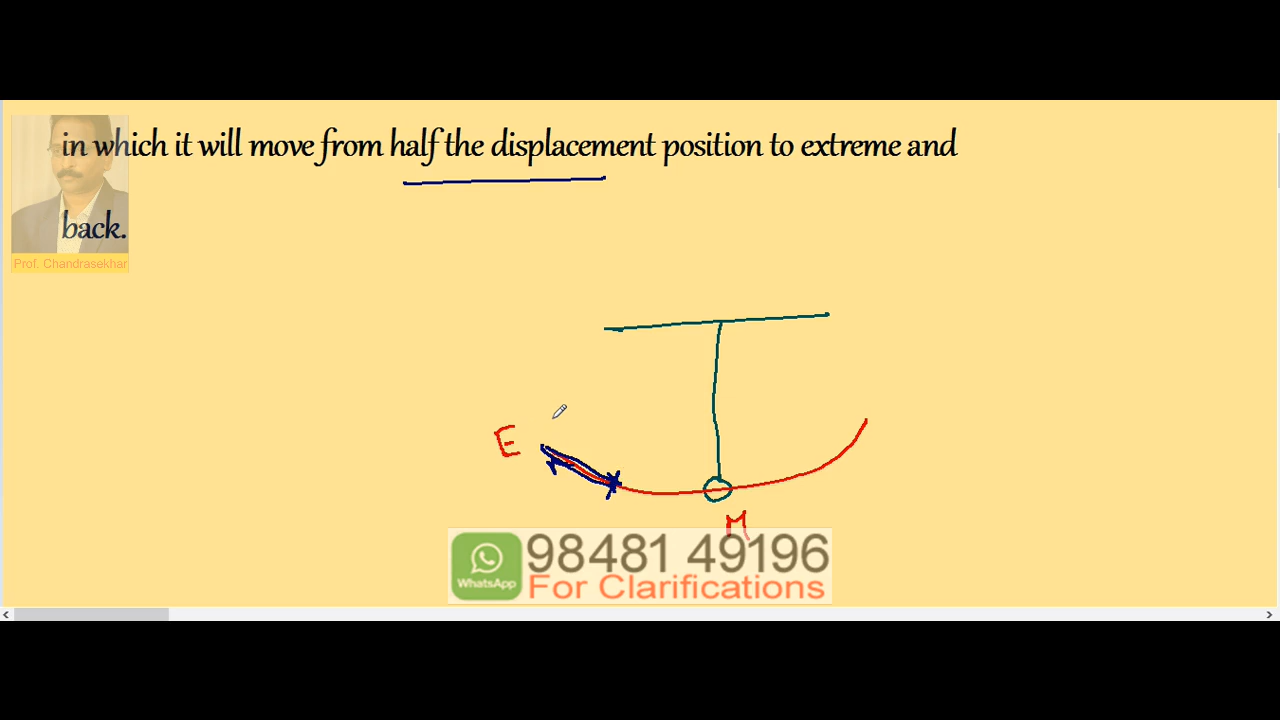 in which it will move from half the displacement position to extreme and
back.
Prof. Chandrasekhar
E
M
98481 49196
WhatsApp
For Clarifications